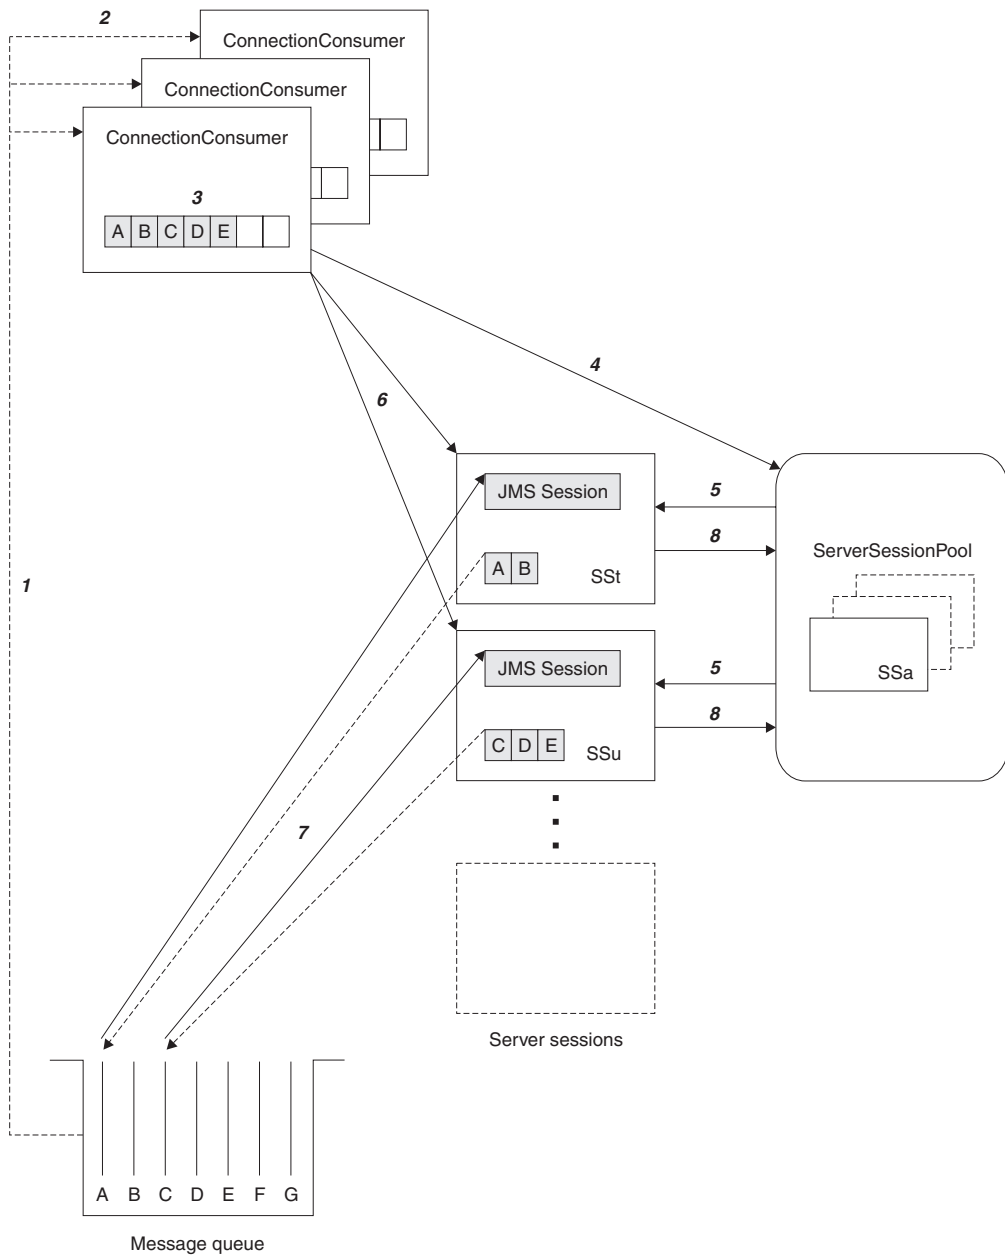 2
ConnectionConsumer
ConnectionConsumer
ConnectionConsumer
3
A B C D E
4
6
JMS Session
5
8
A B
SSt
ServerSessionPool
1
JMS Session
5
SSa
8
C D E
SSu
7
Server sessions
A B C D E F G
Message queue